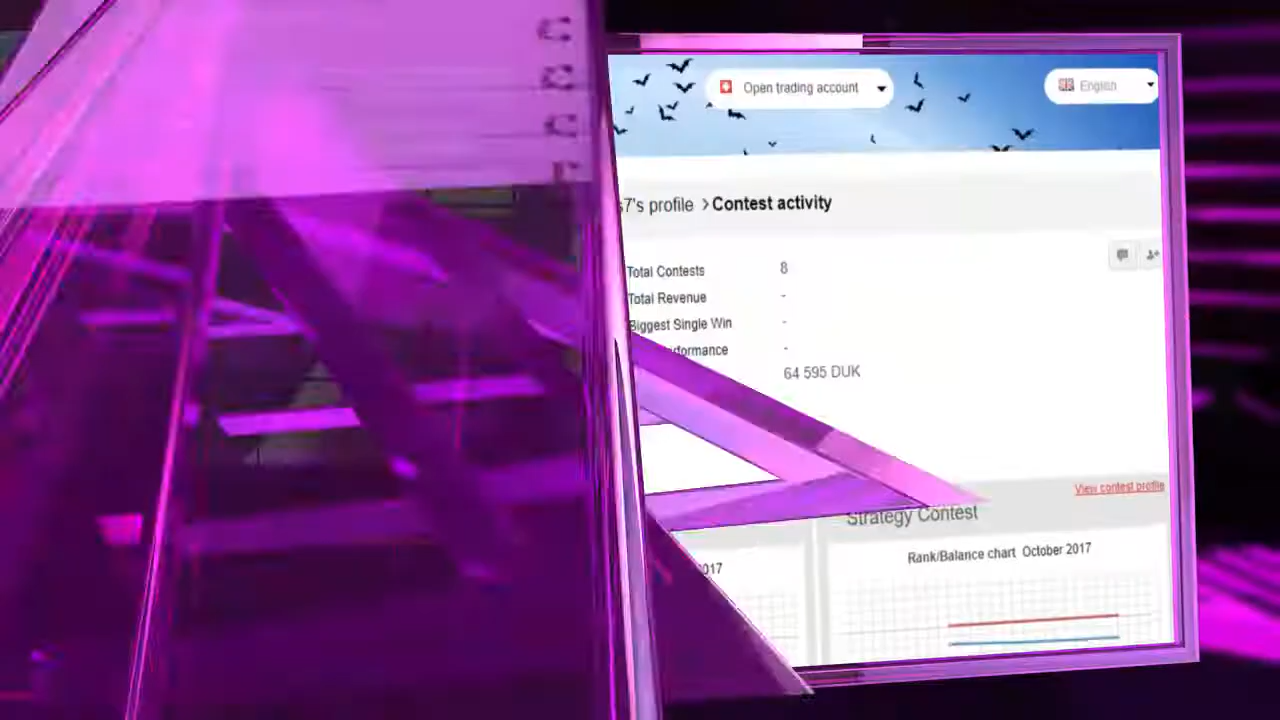 Open trading account
English
s7's profile > Contest activity
Total Contests 8
Total Revenue -
Biggest Single Win -
-
64 595 DUK
View contest profile
Strategy Contest
Rank/Balance chart October 2017